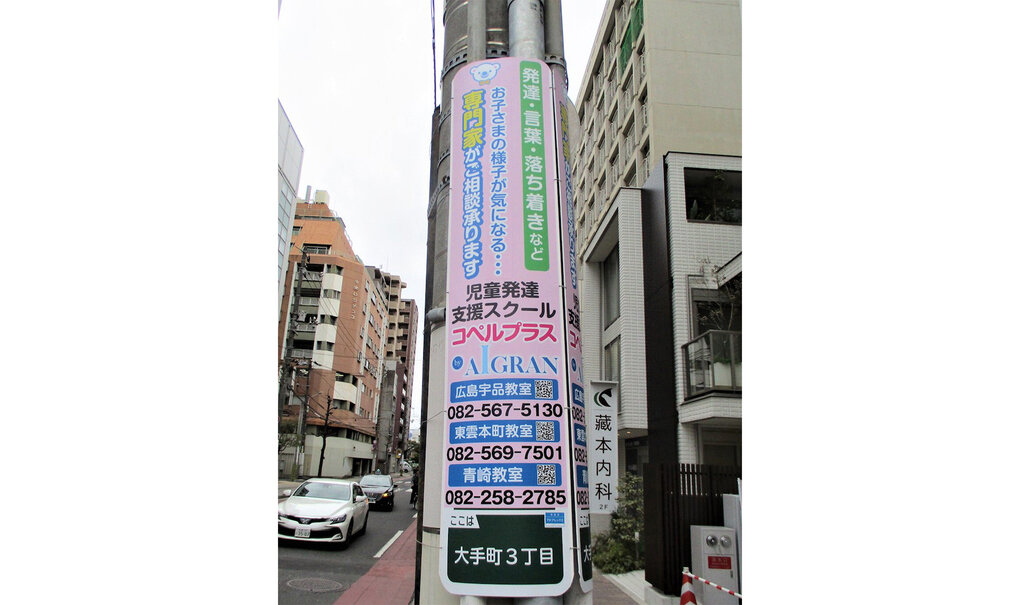 発達・言葉・落ち着きなど
お子さまの様子が気になる・・・
専門家がご相談承ります
児童発達
支援スクール
コペルプラス
by AIGRAN
広島宇品教室
082-567-5130
東雲本町教室
082-569-7501
青崎教室
082-258-2785
ここは
大手町3丁目
藏本内科
2F